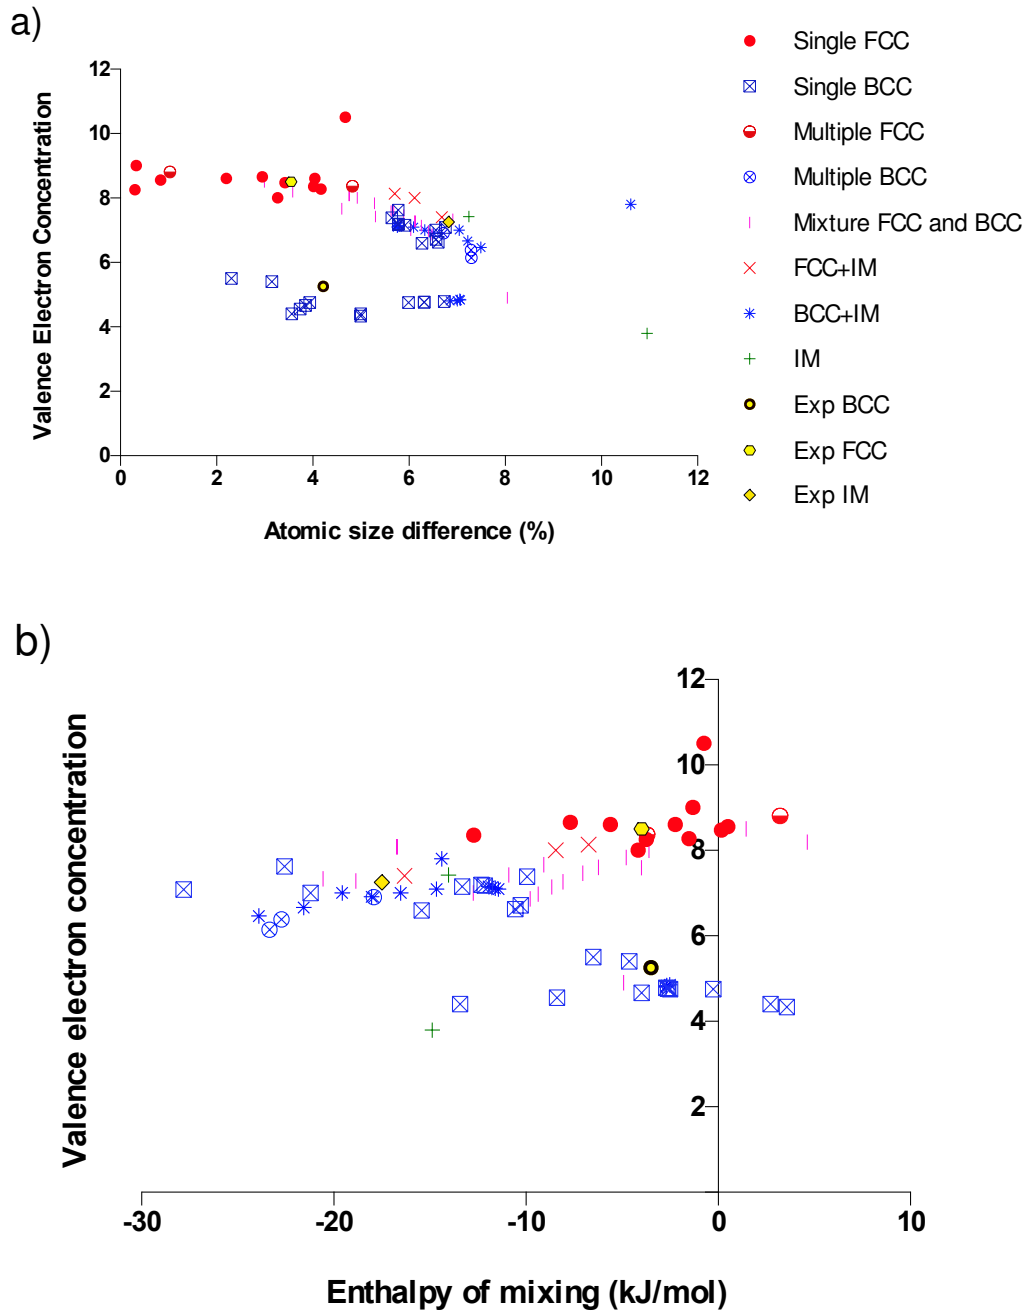 a)
Valence Electron Concentration
12
10
8
6
4
2
0
0 2 4 6 8 10 12
Atomic size difference (%)
Single FCC
Single BCC
Multiple FCC
Multiple BCC
Mixture FCC and BCC
FCC+IM
BCC+IM
IM
Exp BCC
Exp FCC
Exp IM
b)
Valence electron concentration
12
10
8
6
4
2
-30 -20 -10 0 10
Enthalpy of mixing (kJ/mol)